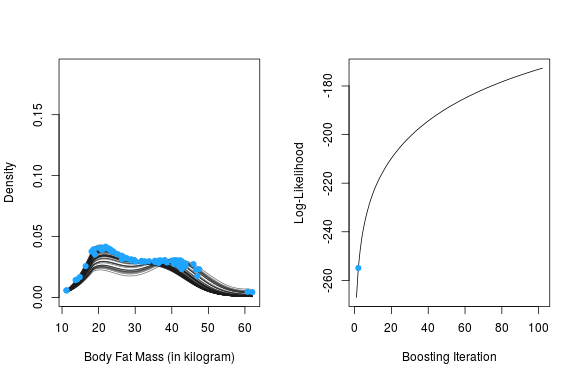 0.15
0.10
0.05
0.00
Density
10 20 30 40 50 60
Body Fat Mass (in kilogram)
-180
-200
-220
-240
-260
Log-Likelihood
0 20 40 60 80 100
Boosting Iteration